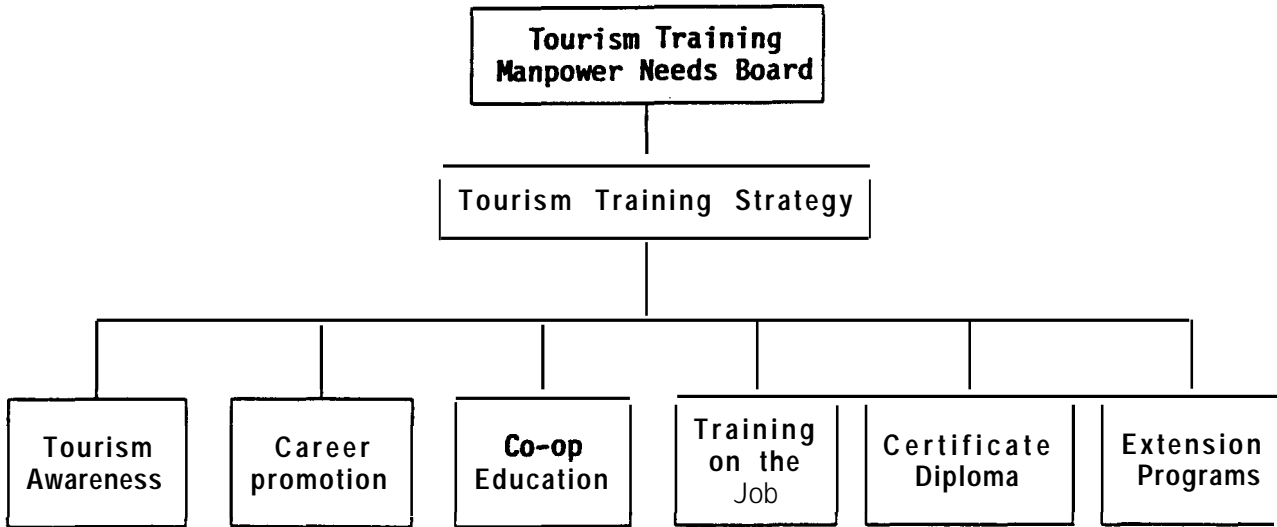 Tourism Training
Manpower Needs Board
Tourism Training Strategy
Tourism
Awareness
Career
promotion
Co-op
Education
Training
on the
Job
Certificate
Diploma
Extension
Programs